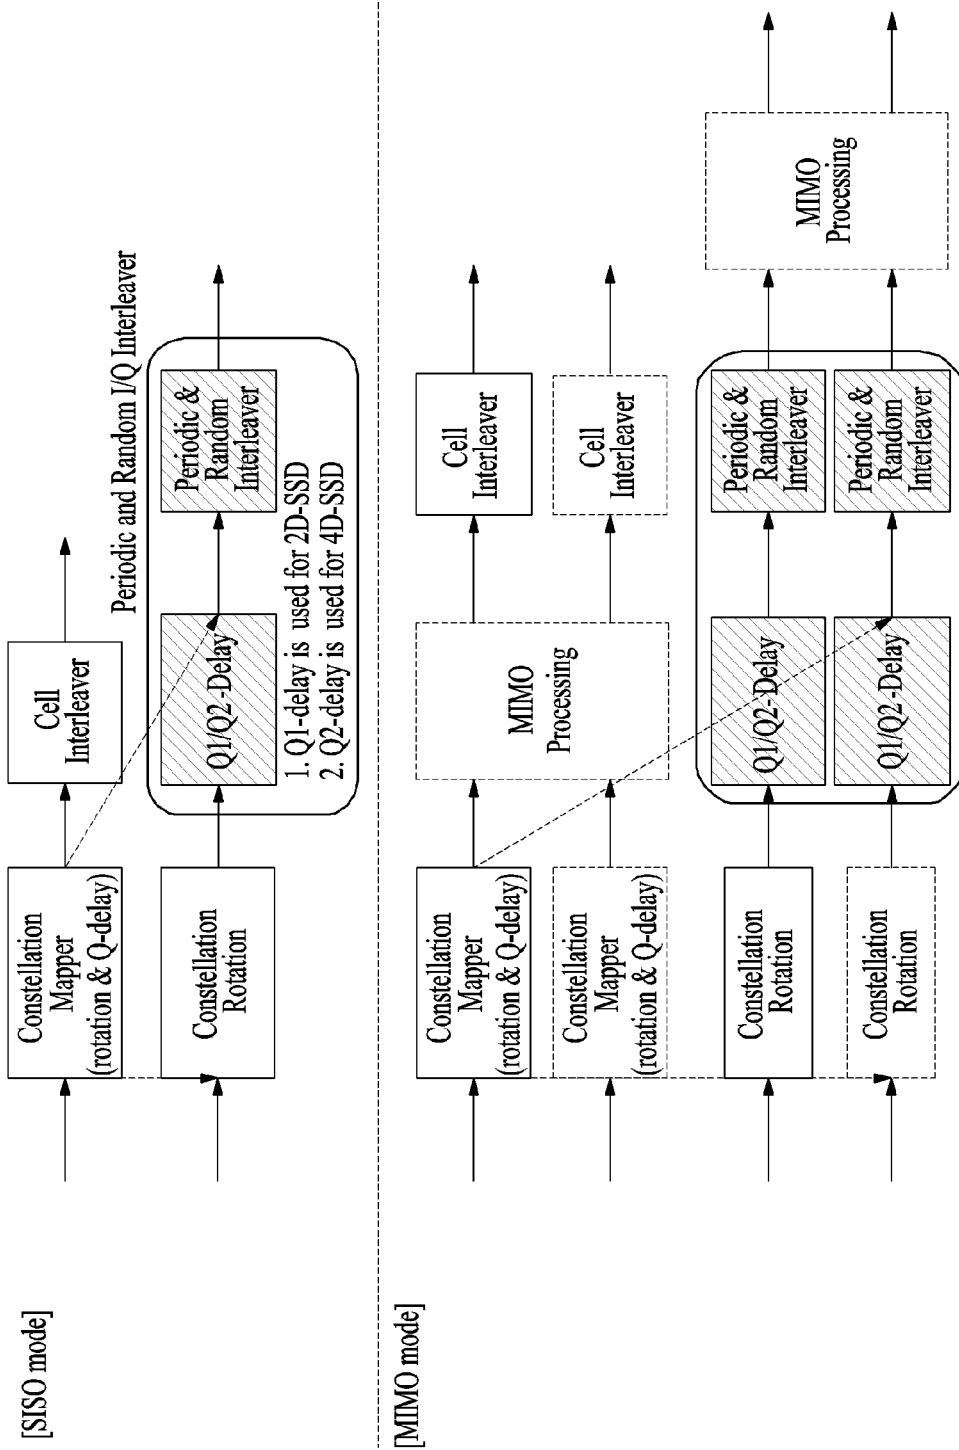 [SISO mode]
Constellation
Mapper
(rotation & Q-delay)
Cell
Interleaver
Periodic and Random I/Q Interleaver
Constellation
Rotation
Q1/Q2-Delay
Periodic &
Random
Interleaver
1. Q1-delay is used for 2D-SSD
2. Q2-delay is used for 4D-SSD
[MIMO mode]
Constellation
Mapper
(rotation & Q-delay)
Constellation
Mapper
(rotation & Q-delay)
MIMO
Processing
Cell
Interleaver
Cell
Interleaver
Constellation
Rotation
Q1/Q2-Delay
Periodic &
Random
Interleaver
Constellation
Rotation
Q1/Q2-Delay
Periodic &
Random
Interleaver
MIMO
Processing